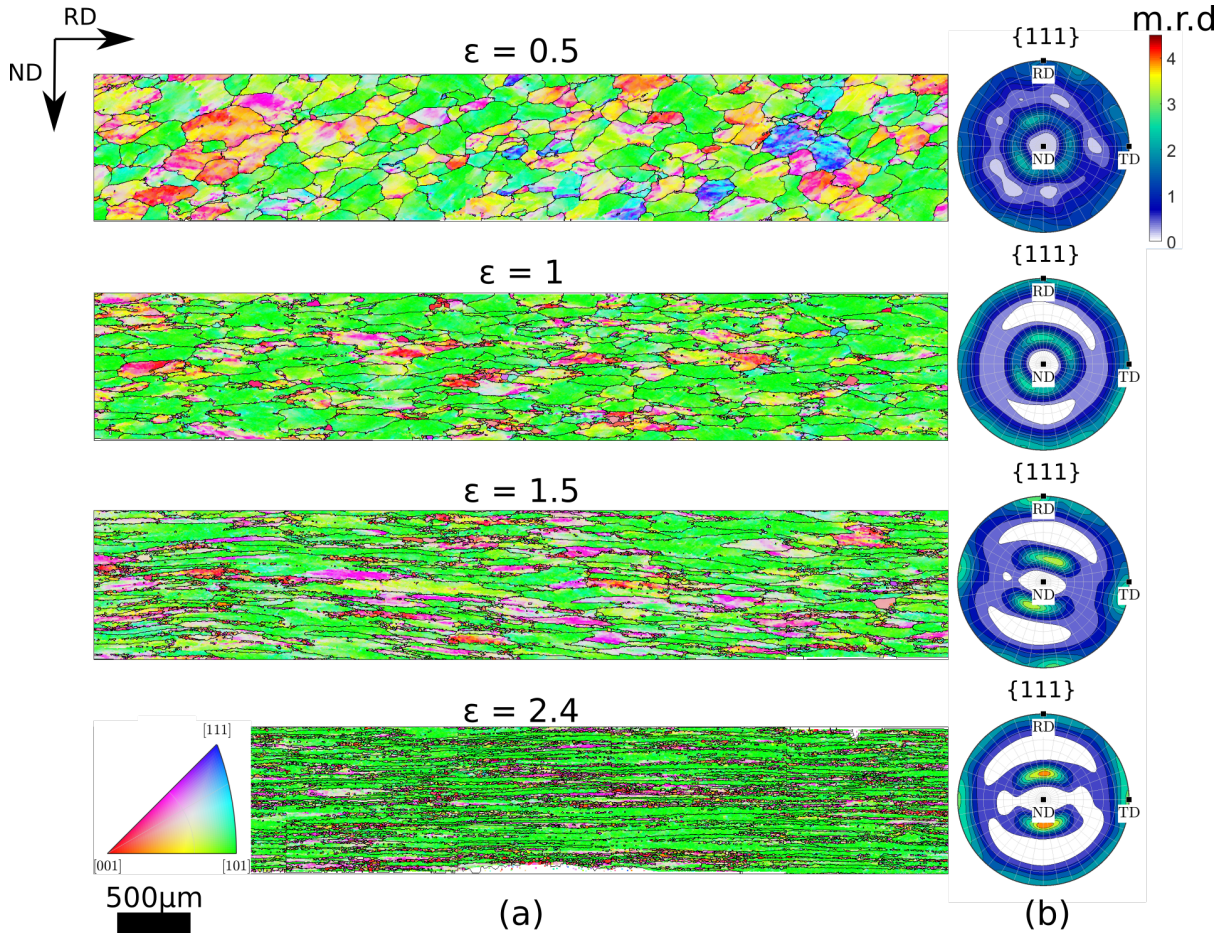 RD
ND
ε = 0.5
{111}
m.r.d
RD
ND
TD
4
3
2
1
0
ε = 1
{111}
RD
ND
TD
ε = 1.5
{111}
RD
ND
TD
ε = 2.4
{111}
RD
ND
TD
[111]
[001]
[101]
500μm
(a)
(b)